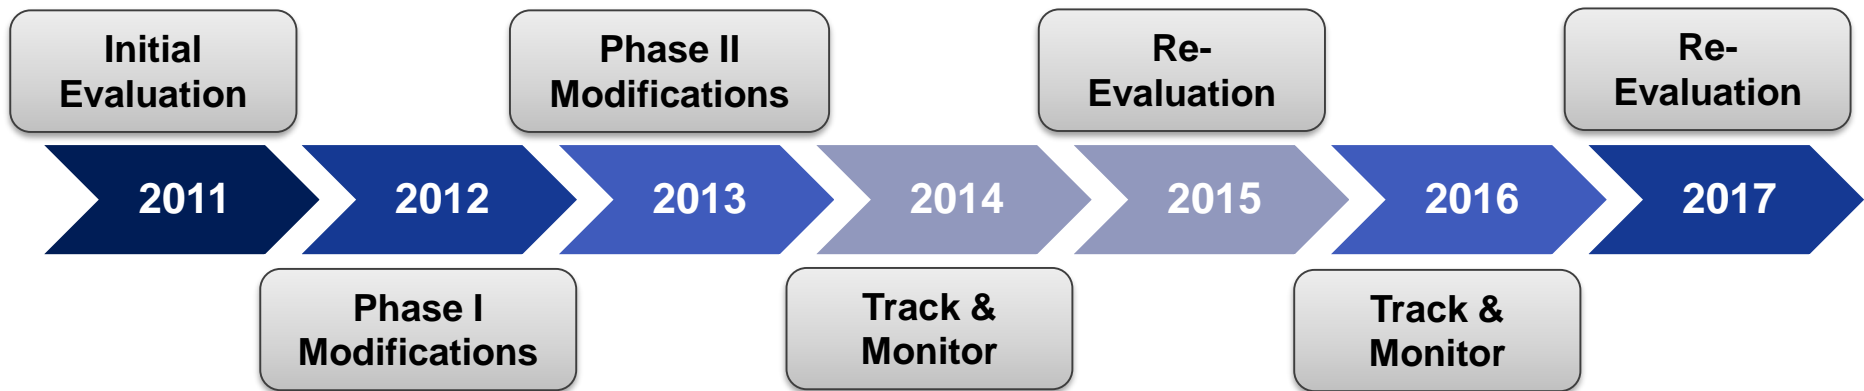 Initial
Evaluation
Phase II
Modifications
Re-
Evaluation
Re-
Evaluation
2011
2012
2013
2014
2015
2016
2017
Phase I
Modifications
Track &
Monitor
Track &
Monitor